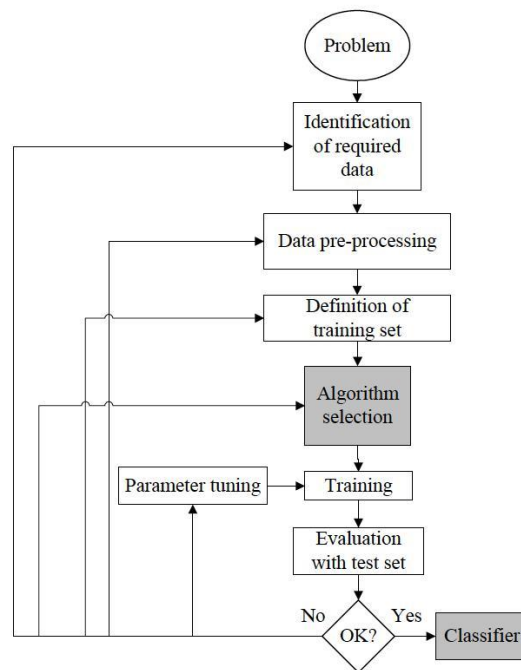 Problem
Identification
of required
data
Data pre-processing
Definition of
training set
Algorithm
selection
Parameter tuning
Training
Evaluation
with test set
No
OK?
Yes
Classifier